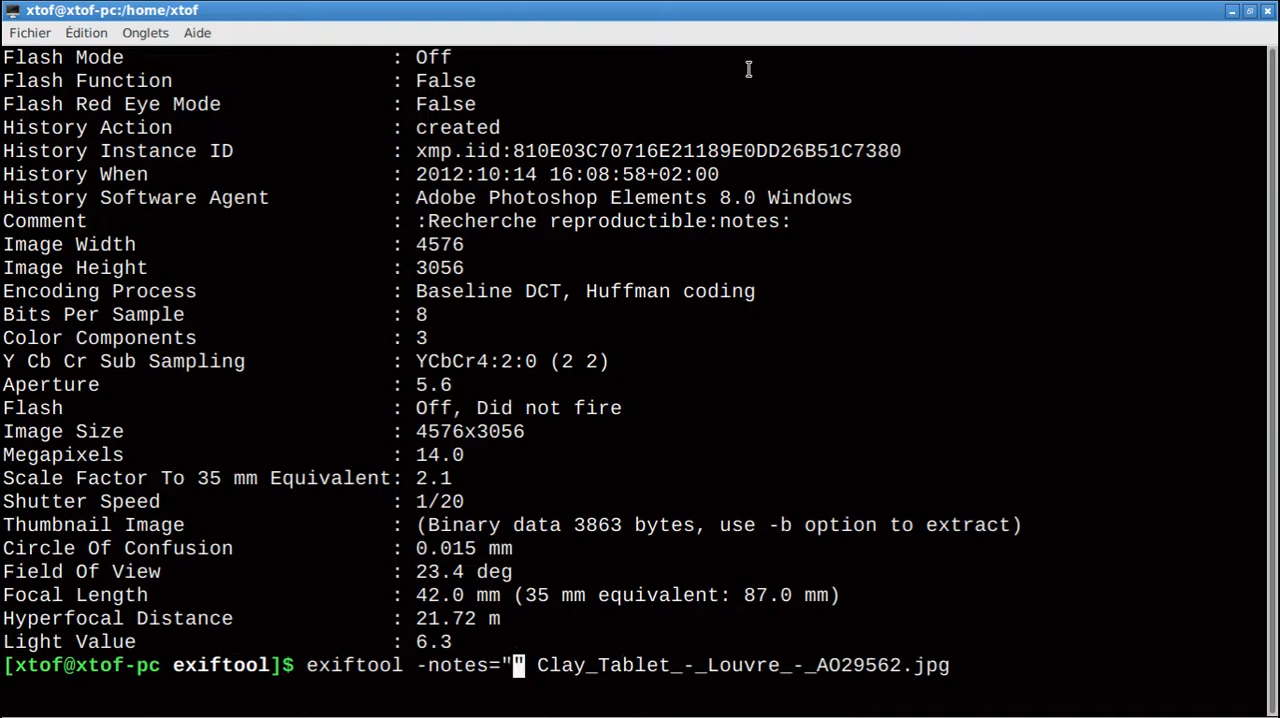 xtof@xtof-pc:/home/xtof
Fichier Édition Onglets Aide
Flash Mode : Off
Flash Function : False
Flash Red Eye Mode : False
History Action : created
History Instance ID : xmp.iid:810E03C70716E21189E0DD26B51C7380
History When : 2012:10:14 16:08:58+02:00
History Software Agent : Adobe Photoshop Elements 8.0 Windows
Comment : :Recherche reproductible:notes:
Image Width : 4576
Image Height : 3056
Encoding Process : Baseline DCT, Huffman coding
Bits Per Sample : 8
Color Components : 3
Y Cb Cr Sub Sampling : YCbCr4:2:0 (2 2)
Aperture : 5.6
Flash : Off, Did not fire
Image Size : 4576x3056
Megapixels : 14.0
Scale Factor To 35 mm Equivalent: 2.1
Shutter Speed : 1/20
Thumbnail Image : (Binary data 3863 bytes, use -b option to extract)
Circle Of Confusion : 0.015 mm
Field Of View : 23.4 deg
Focal Length : 42.0 mm (35 mm equivalent: 87.0 mm)
Hyperfocal Distance : 21.72 m
Light Value : 6.3
[xtof@xtof-pc exiftool]$ exiftool -notes="" Clay_Tablet_-_Louvre_-_AO29562.jpg